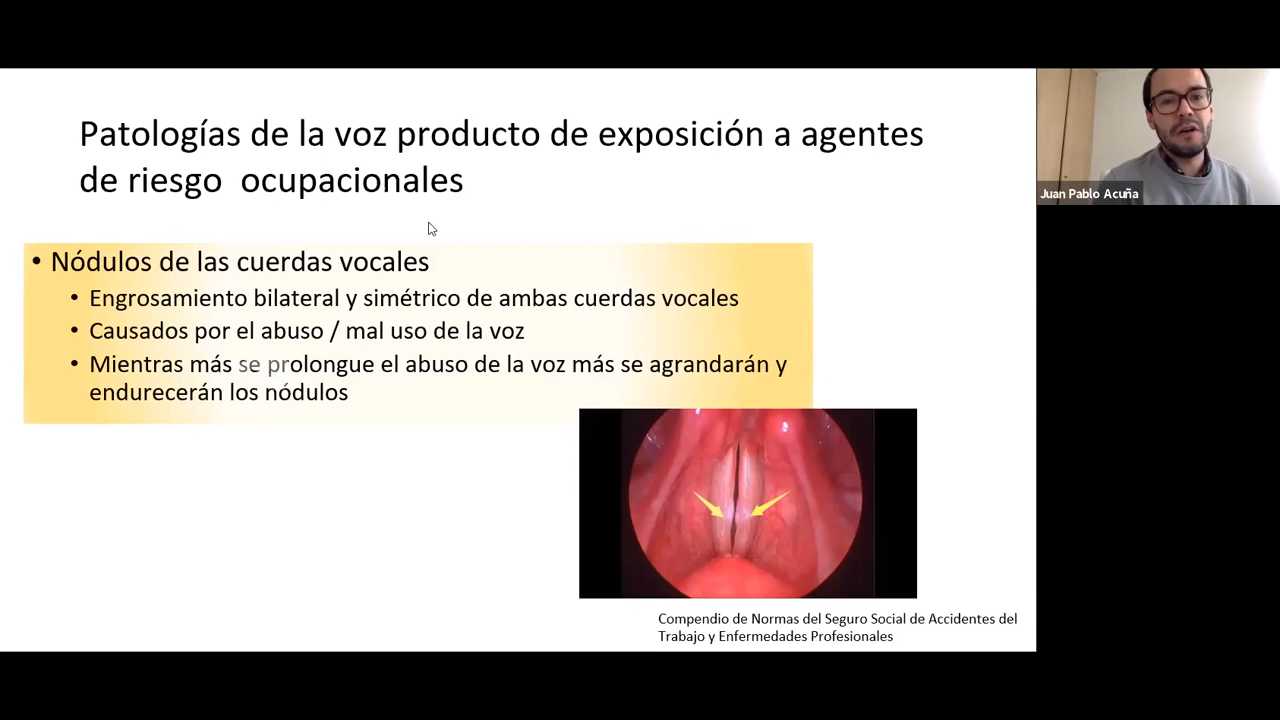 Patologías de la voz producto de exposición a agentes
de riesgo ocupacionales
• Nódulos de las cuerdas vocales
• Engrosamiento bilateral y simétrico de ambas cuerdas vocales
• Causados por el abuso / mal uso de la voz
• Mientras más se prolongue el abuso de la voz más se agrandarán y
endurecerán los nódulos
Compendio de Normas del Seguro Social de Accidentes del
Trabajo y Enfermedades Profesionales
Juan Pablo Acuña